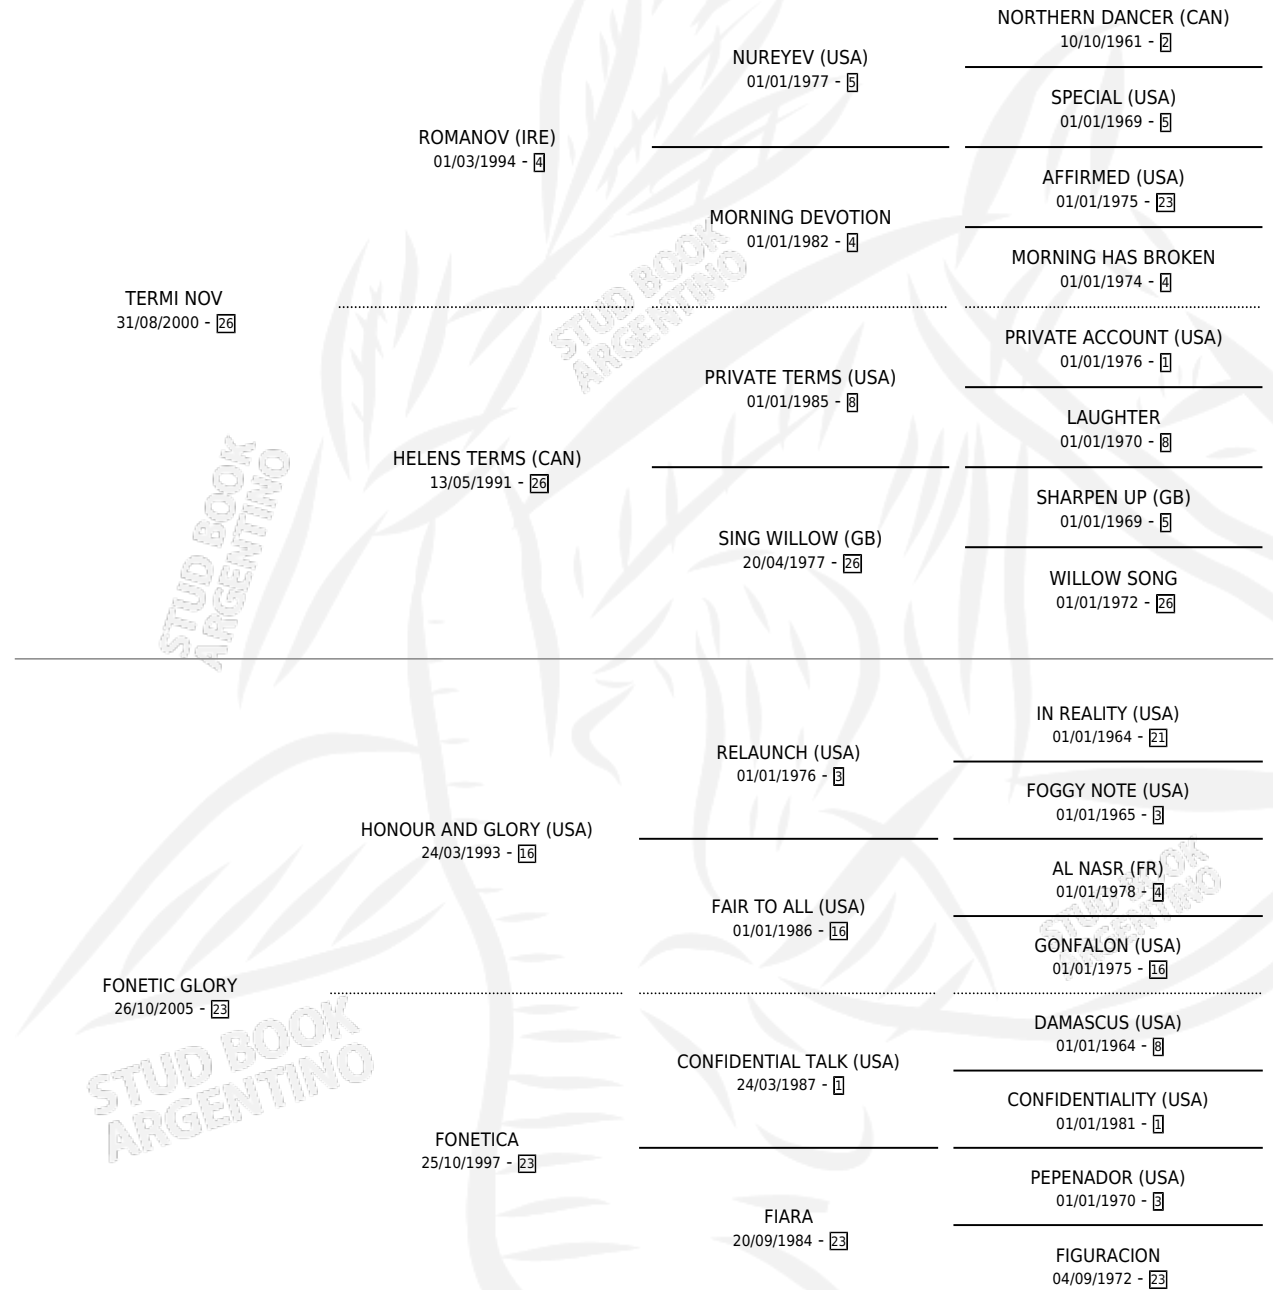 NORTHERN DANCER (CAN)
10/10/1961 - 2
NUREYEV (USA)
01/01/1977 - 5
SPECIAL (USA)
01/01/1969 - 5
ROMANOV (IRE)
01/03/1994 - 4
AFFIRMED (USA)
01/01/1975 - 23
MORNING DEVOTION
01/01/1982 - 4
MORNING HAS BROKEN
01/01/1974 - 4
TERMI NOV
31/08/2000 - 26
PRIVATE ACCOUNT (USA)
01/01/1976 - 1
PRIVATE TERMS (USA)
01/01/1985 - 8
LAUGHTER
01/01/1970 - 8
HELENS TERMS (CAN)
13/05/1991 - 26
SHARPEN UP (GB)
01/01/1969 - 5
SING WILLOW (GB)
20/04/1977 - 26
WILLOW SONG
01/01/1972 - 26
IN REALITY (USA)
01/01/1964 - 21
RELAUNCH (USA)
01/01/1976 - 3
FOGGY NOTE (USA)
01/01/1965 - 3
HONOUR AND GLORY (USA)
24/03/1993 - 16
AL NASR (FR)
01/01/1978 - 4
FAIR TO ALL (USA)
01/01/1986 - 16
GONFALON (USA)
01/01/1975 - 16
FONETIC GLORY
26/10/2005 - 23
DAMASCUS (USA)
01/01/1964 - 8
CONFIDENTIAL TALK (USA)
24/03/1987 - 1
CONFIDENTIALITY (USA)
01/01/1981 - 1
FONETICA
25/10/1997 - 23
PEPENADOR (USA)
01/01/1970 - 3
FIARA
20/09/1984 - 23
FIGURACION
04/09/1972 - 23
STUD BOOK
ARGENTINO
STUD BOOK
ARGENTINO
STUD BOOK
ARGENTINO
STUD BOOK
ARGENTINO